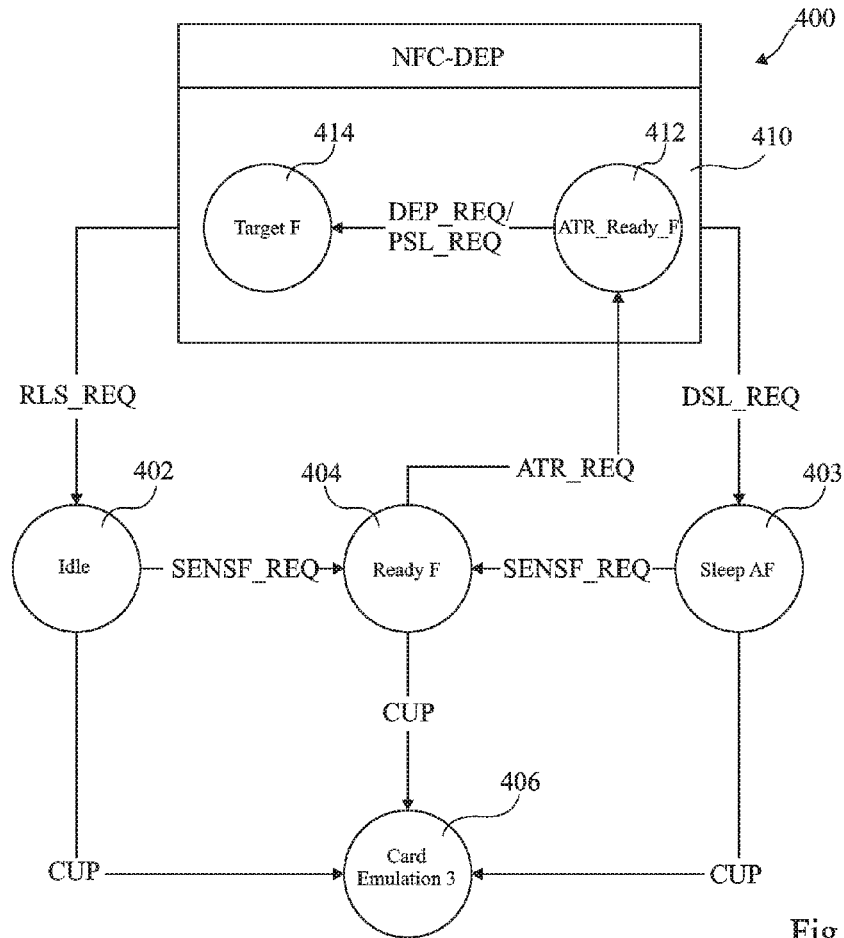 400
NFC-DEP
414
412
410
Target F
DEP_REQ/
PSL_REQ
ATR_Ready_F
RLS_REQ
DSL_REQ
ATR_REQ
402
404
403
Idle
SENSF_REQ
Ready F
SENSF_REQ
Sleep AF
CUP
406
Card
Emulation 3
CUP
CUP
Fig